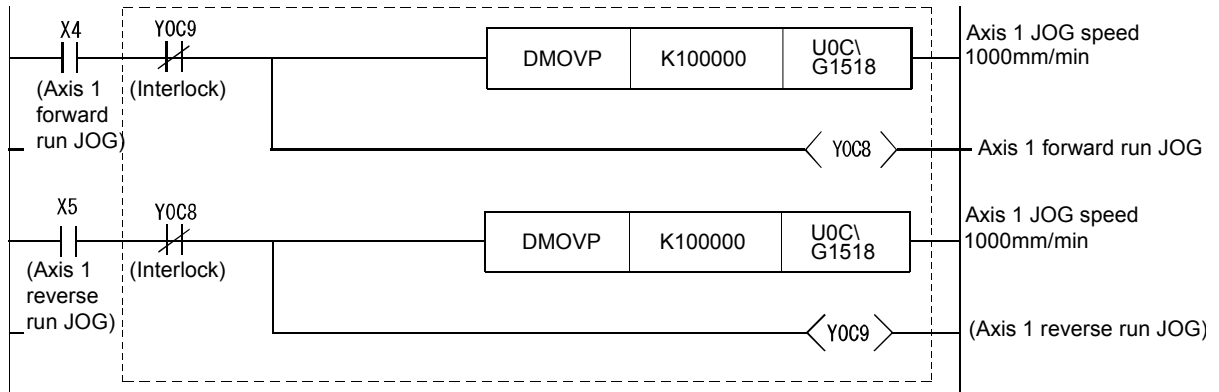 X4
Y0C9
DMOVP
K100000
U0C\
G1518
Axis 1 JOG speed
1000mm/min
(Axis 1
forward
run JOG)
(Interlock)
Y0C8
Axis 1 forward run JOG
X5
Y0C8
DMOVP
K100000
U0C\
G1518
Axis 1 JOG speed
1000mm/min
(Axis 1
reverse
run JOG)
(Interlock)
Y0C9
(Axis 1 reverse run JOG)